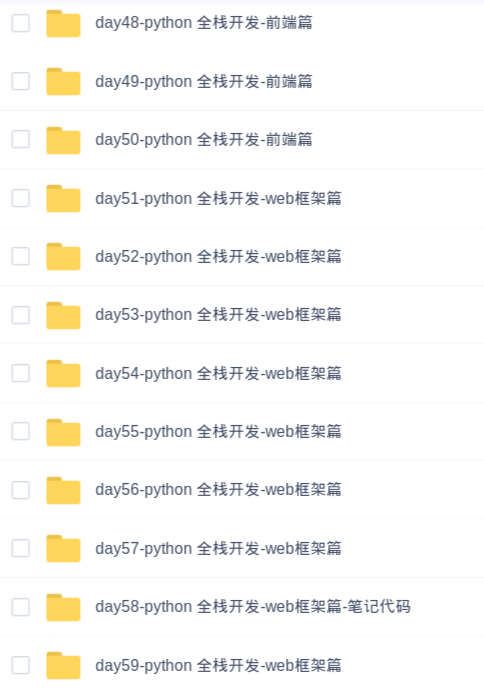 day48-python 全栈开发-前端篇
day49-python 全栈开发-前端篇
day50-python 全栈开发-前端篇
day51-python 全栈开发-web框架篇
day52-python 全栈开发-web框架篇
day53-python 全栈开发-web框架篇
day54-python 全栈开发-web框架篇
day55-python 全栈开发-web框架篇
day56-python 全栈开发-web框架篇
day57-python 全栈开发-web框架篇
day58-python 全栈开发-web框架篇-笔记代码
day59-python 全栈开发-web框架篇